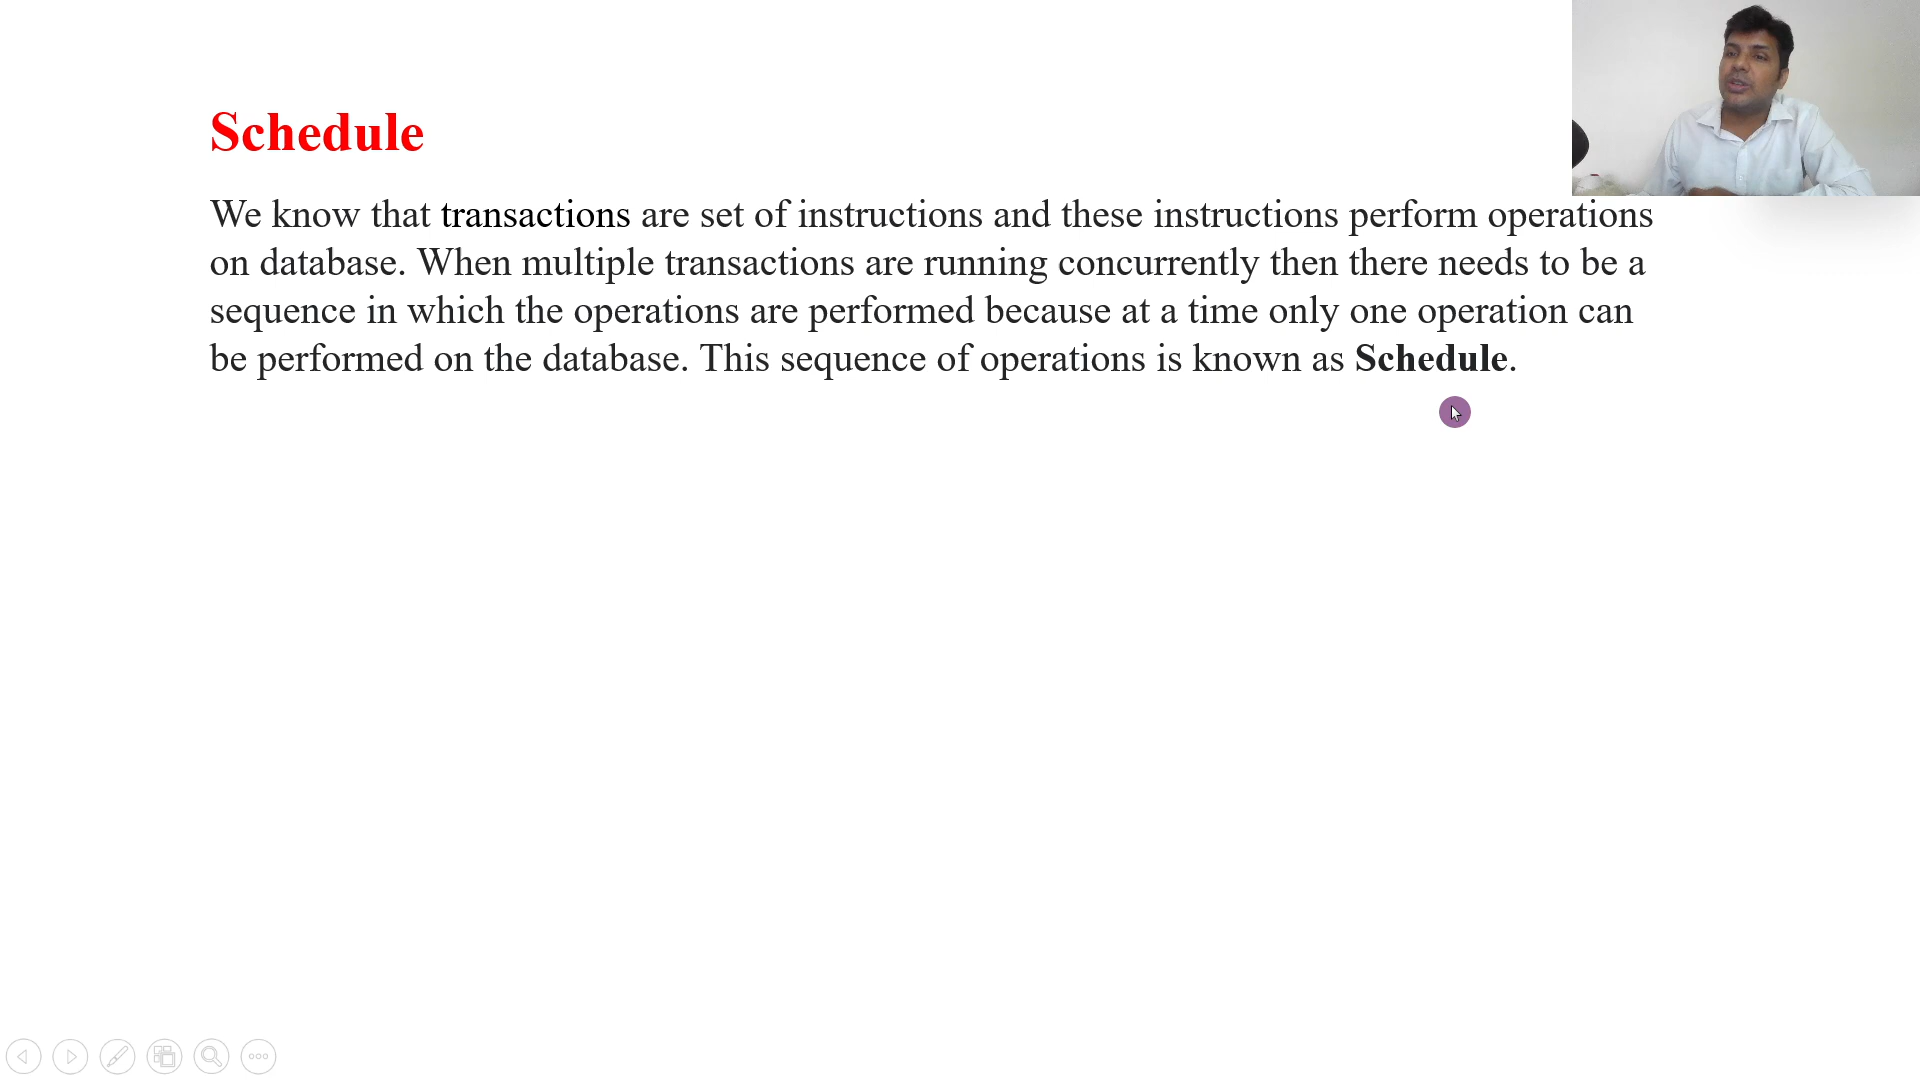 Schedule
We know that transactions are set of instructions and these instructions perform operations
on database. When multiple transactions are running concurrently then there needs to be a
sequence in which the operations are performed because at a time only one operation can
be performed on the database. This sequence of operations is known as Schedule.